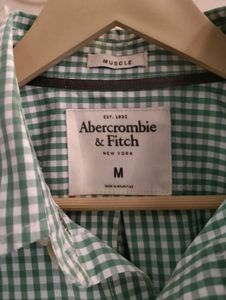 MUSCLE
EST. 1892
Abercrombie
& Fitch
NEW YORK
M